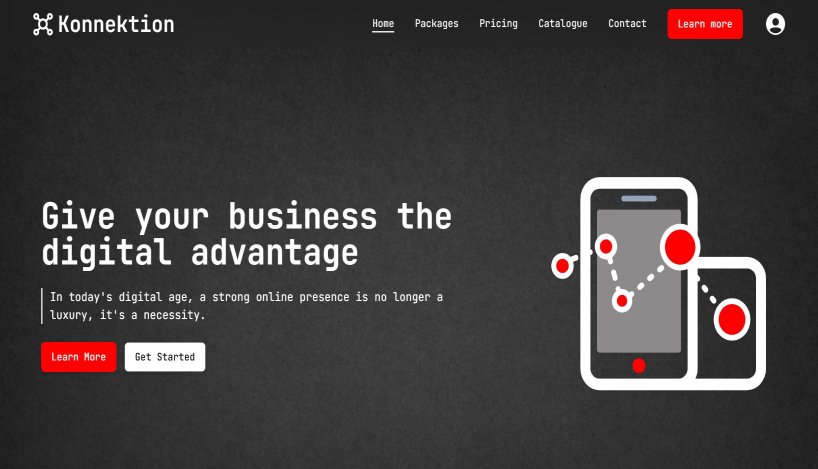 Konnektion
Home Packages Pricing Catalogue Contact Learn more
Give your business the
digital advantage
In today's digital age, a strong online presence is no longer a
luxury, it's a necessity.
Learn More Get Started